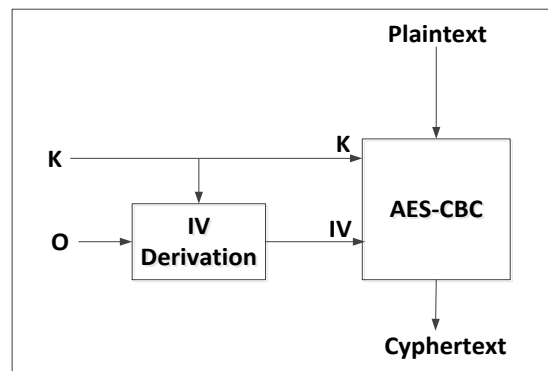 Plaintext
K
K
AES-CBC
IV
Derivation
O
IV
Cyphertext